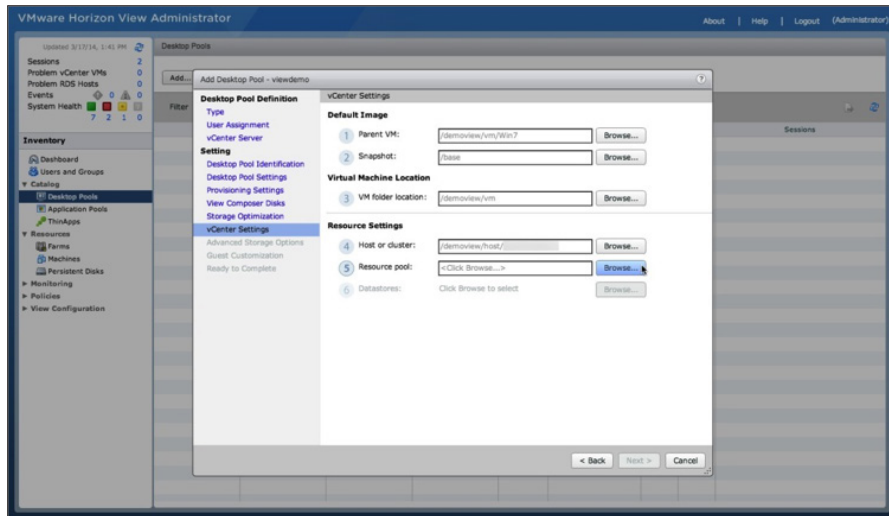 VMware Horizon View Administrator
About | Help | Logout (Administrator)
Updated 3/17/14, 1:41 PM
Sessions 2
Problem vCenter VMs 0
Problem RDS Hosts 0
Events 0 0
System Health
7 2 1 0
Inventory
Dashboard
Users and Groups
Catalog
Desktop Pools
Application Pools
ThinApps
Resources
Farms
Machines
Persistent Disks
Monitoring
Policies
View Configuration
Desktop Pools
Add...
Filter
Sessions
Add Desktop Pool - viewdemo ?
Desktop Pool Definition
Type
User Assignment
vCenter Server
Setting
Desktop Pool Identification
Desktop Pool Settings
Provisioning Settings
View Composer Disks
Storage Optimization
vCenter Settings
Advanced Storage Options
Guest Customization
Ready to Complete
vCenter Settings
Default Image
1 Parent VM: /demoview/vm/Win7 Browse...
2 Snapshot: /base Browse...
Virtual Machine Location
3 VM folder location: /demoview/vm Browse...
Resource Settings
4 Host or cluster: /demoview/host/ Browse...
5 Resource pool: <Click Browse...> Browse...
6 Datastores: Click Browse to select Browse...
< Back Next > Cancel